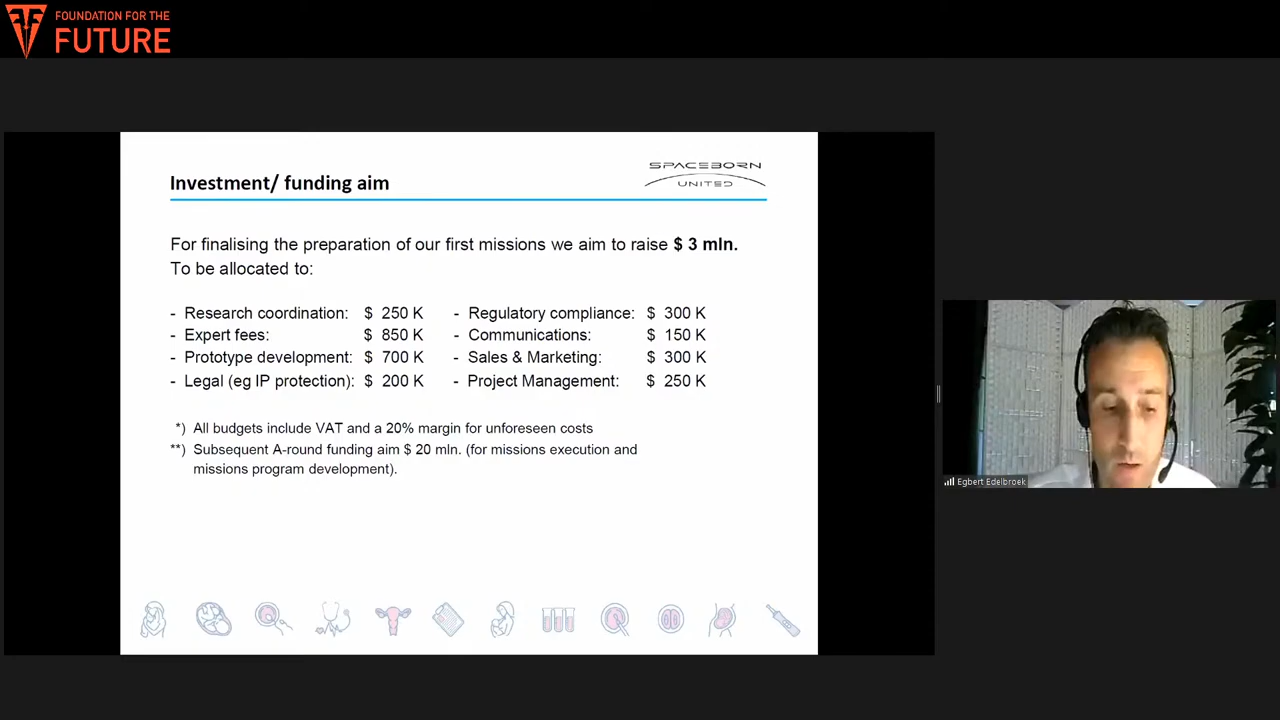 FOUNDATION FOR THE
FUTURE
Investment/ funding aim
SPACEBORN
UNITED
For finalising the preparation of our first missions we aim to raise $ 3 mln.
To be allocated to:
- Research coordination: $ 250 K - Regulatory compliance: $ 300 K
- Expert fees: $ 850 K - Communications: $ 150 K
- Prototype development: $ 700 K - Sales & Marketing: $ 300 K
- Legal (eg IP protection): $ 200 K - Project Management: $ 250 K
*) All budgets include VAT and a 20% margin for unforeseen costs
**) Subsequent A-round funding aim $ 20 mln. (for missions execution and
missions program development).
Egbert Edelbroek